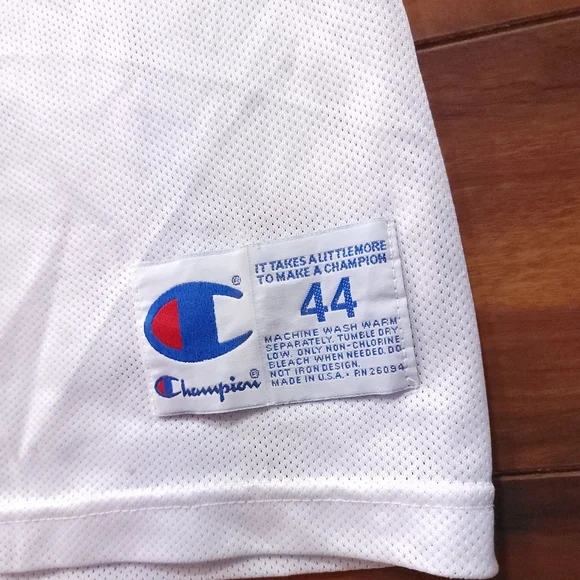 IT TAKES A LITTLE MORE
TO MAKE A CHAMPION
44
MACHINE WASH WARM
SEPARATELY. TUMBLE DRY
LOW. ONLY NON-CHLORINE
BLEACH WHEN NEEDED. DO
NOT IRON DESIGN.
MADE IN U.S.A. • RN 26094
Champion®